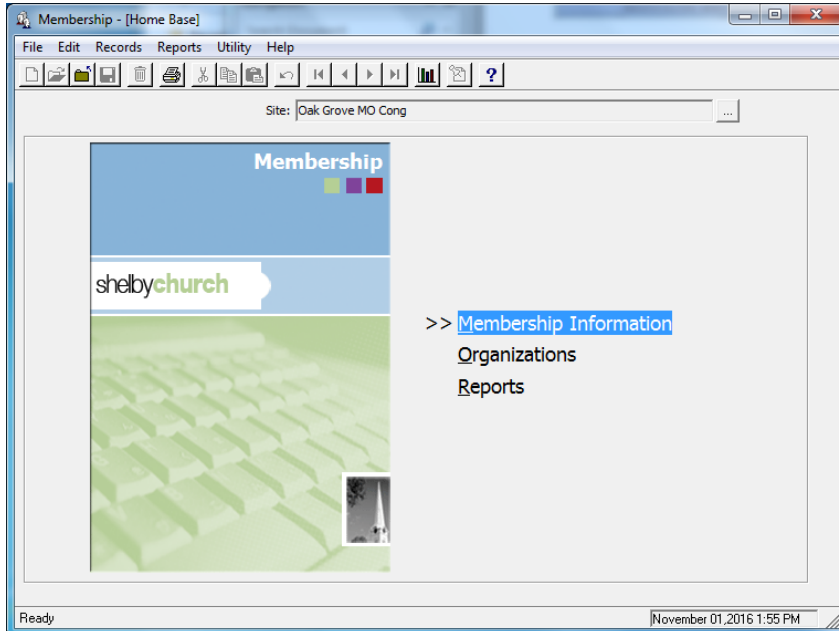 Membership - [Home Base]
File Edit Records Reports Utility Help
?
Site: Oak Grove MO Cong
...
Membership
shelbychurch
>> Membership Information
Organizations
Reports
Ready
November 01,2016 1:55 PM